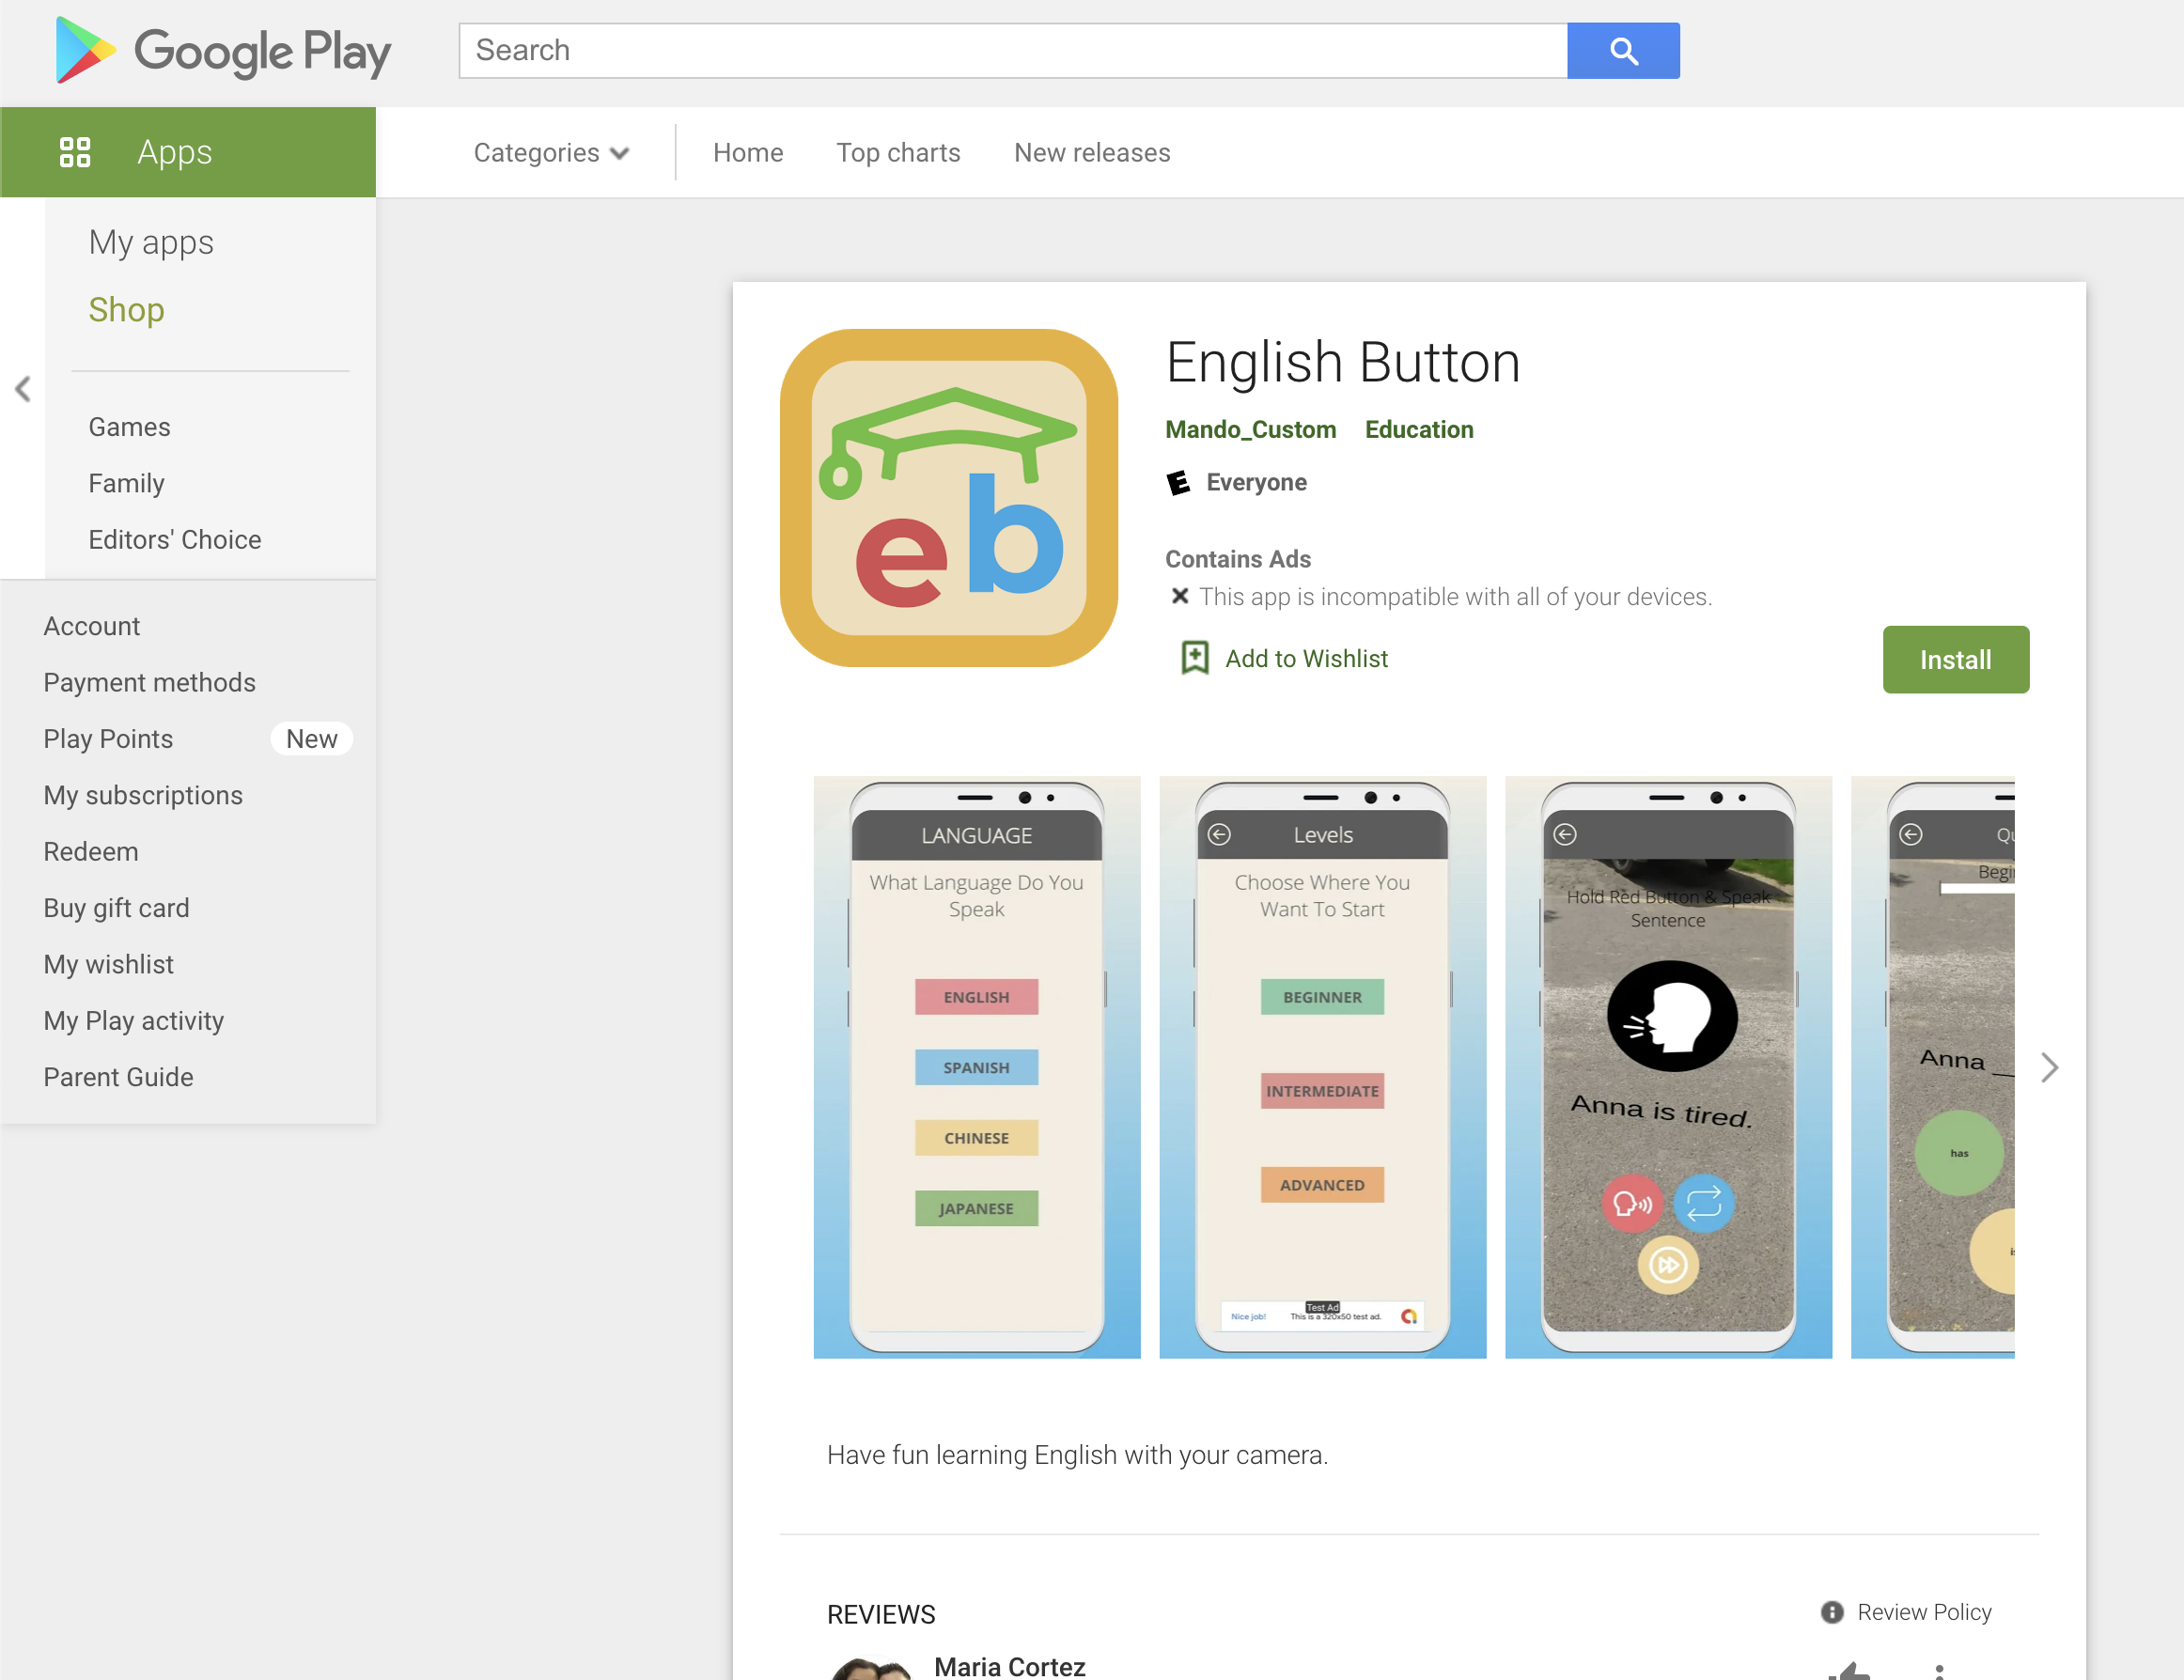 Google Play
Search
Apps
Categories
Home
Top charts
New releases
My apps
Shop
Games
Family
Editors' Choice
Account
Payment methods
Play Points
New
My subscriptions
Redeem
Buy gift card
My wishlist
My Play activity
Parent Guide
eb
English Button
Mando_Custom Education
E Everyone
Contains Ads
This app is incompatible with all of your devices.
Add to Wishlist
Install
LANGUAGE
What Language Do You
Speak
ENGLISH
SPANISH
CHINESE
JAPANESE
Levels
Choose Where You
Want To Start
BEGINNER
INTERMEDIATE
ADVANCED
Test Ad
Nice job!
This is a 320x50 test ad.
Hold Red Button & Speak
Sentence
Anna is tired.
Anna __
has
Have fun learning English with your camera.
REVIEWS
Review Policy
Maria Cortez